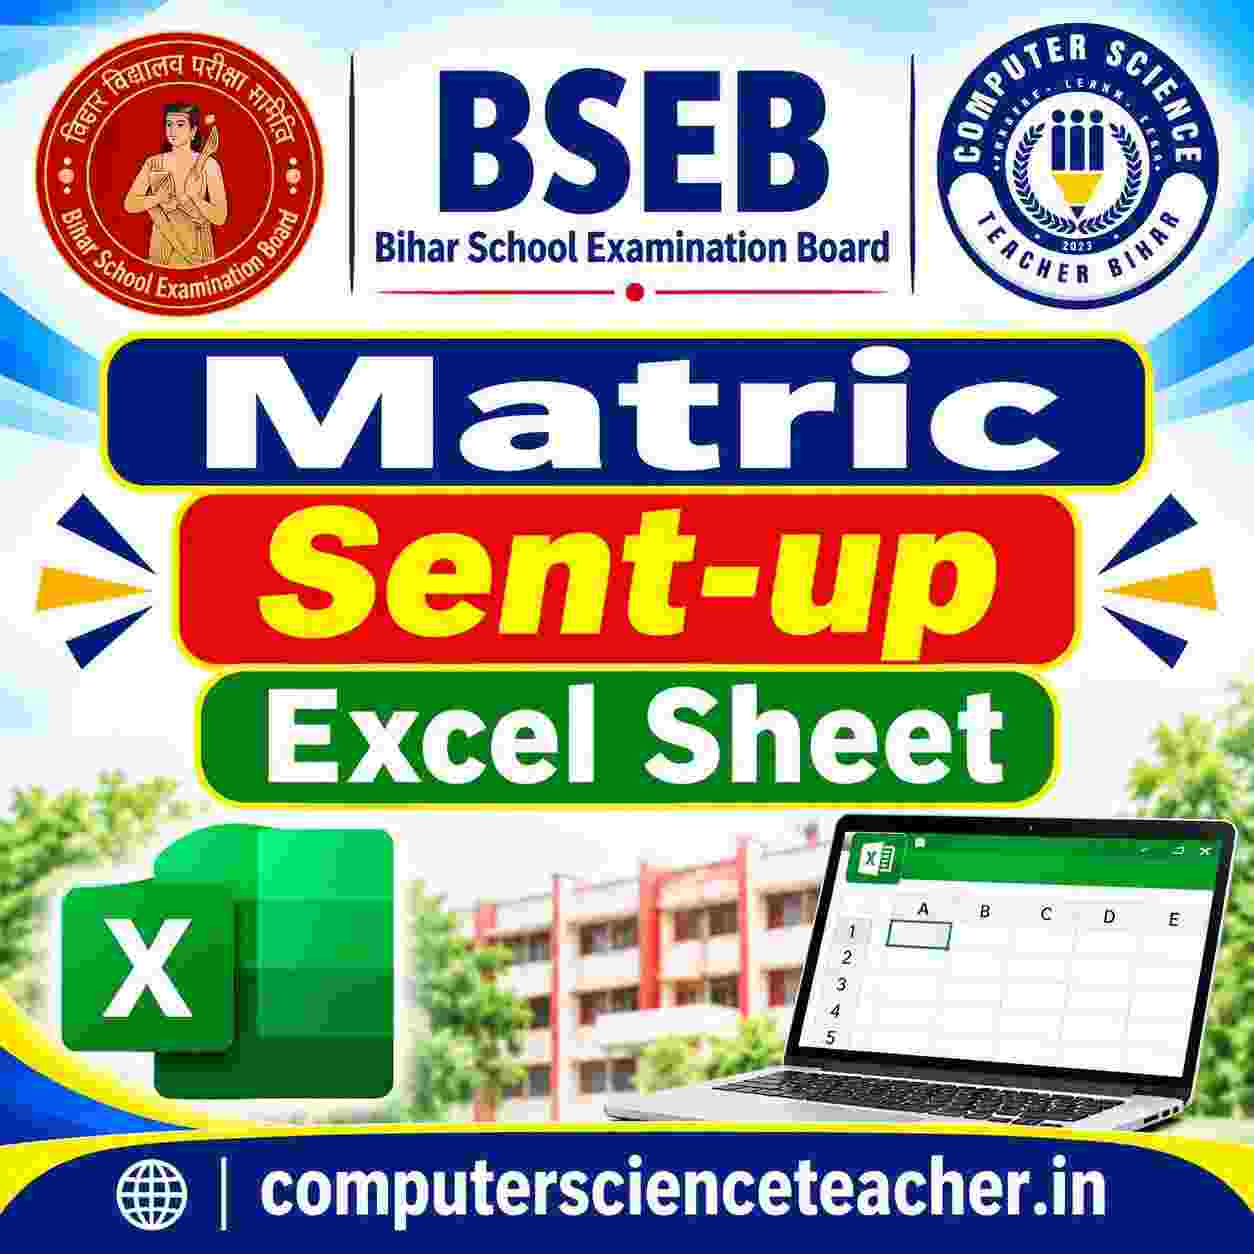 बिहार विद्यालय परीक्षा समिति
Bihar School Examination Board
BSEB
Bihar School Examination Board
COMPUTER SCIENCE
TEACHER BIHAR
2023
Matric
Sent-up
Excel Sheet
X
X
A B C D E
1
2
3
4
5
computerscienceteacher.in